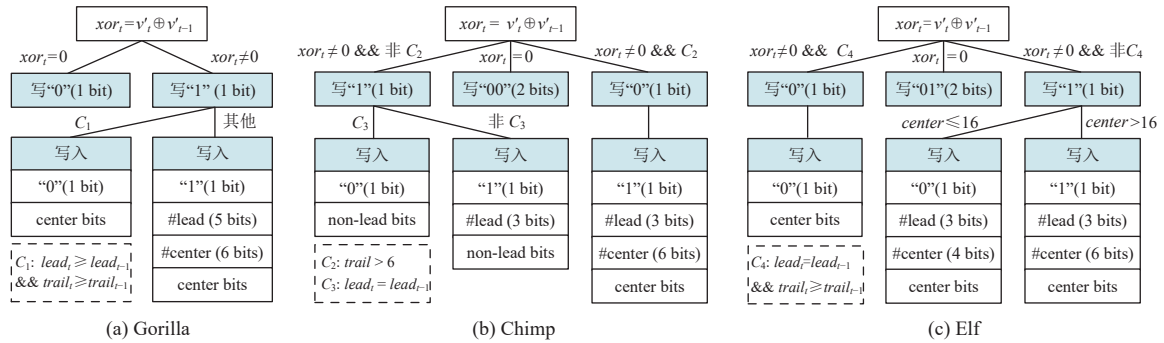 xor_t=v'_t⊕v'_{t−1}
xor_t=0
xor_t≠0
写“0”(1 bit)
写“1” (1 bit)
C_1
其他
写入
“0”(1 bit)
center bits
写入
“1”(1 bit)
#lead (5 bits)
#center (6 bits)
center bits
C_1: lead_t ≥ lead_{t−1}
&& trail_t≥trail_{t−1}
(a) Gorilla
xor_t= v'_t⊕v'_{t−1}
xor_t≠0 && 非 C_2
xor_t=0
xor_t≠0 && C_2
写“1”(1 bit)
写“00”(2 bits)
写“0”(1 bit)
C_3
非 C_3
写入
“0”(1 bit)
non-lead bits
写入
“1”(1 bit)
#lead (3 bits)
non-lead bits
写入
“1”(1 bit)
#lead (3 bits)
#center (6 bits)
center bits
C_2: trail > 6
C_3: lead_t = lead_{t−1}
(b) Chimp
xor_t=v'_t⊕v'_{t−1}
xor_t≠0 && C_4
xor_t=0
xor_t≠0 && 非C_4
写“0”(1 bit)
写“01”(2 bits)
写“1”(1 bit)
center≤16
center>16
写入
“0”(1 bit)
center bits
写入
“0”(1 bit)
#lead (3 bits)
#center (4 bits)
center bits
写入
“1”(1 bit)
#lead (3 bits)
#center (6 bits)
center bits
C_4: lead_t=lead_{t−1}
&& trail_t≥trail_{t−1}
(c) Elf